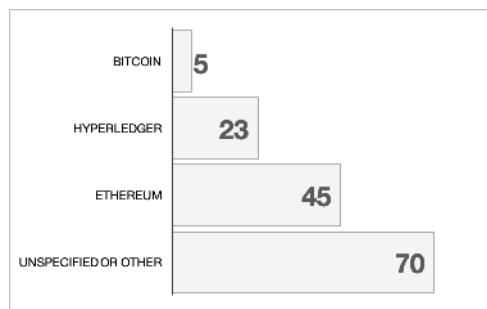 BITCOIN 5
HYPERLEDGER 23
ETHEREUM 45
UNSPECIFIED OR OTHER 70